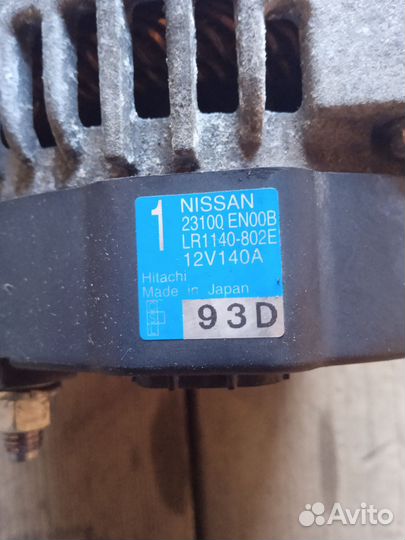 1
NISSAN
23100 EN00B
LR1140-802E
12V140A
Hitachi
Made in Japan
93D
Avito